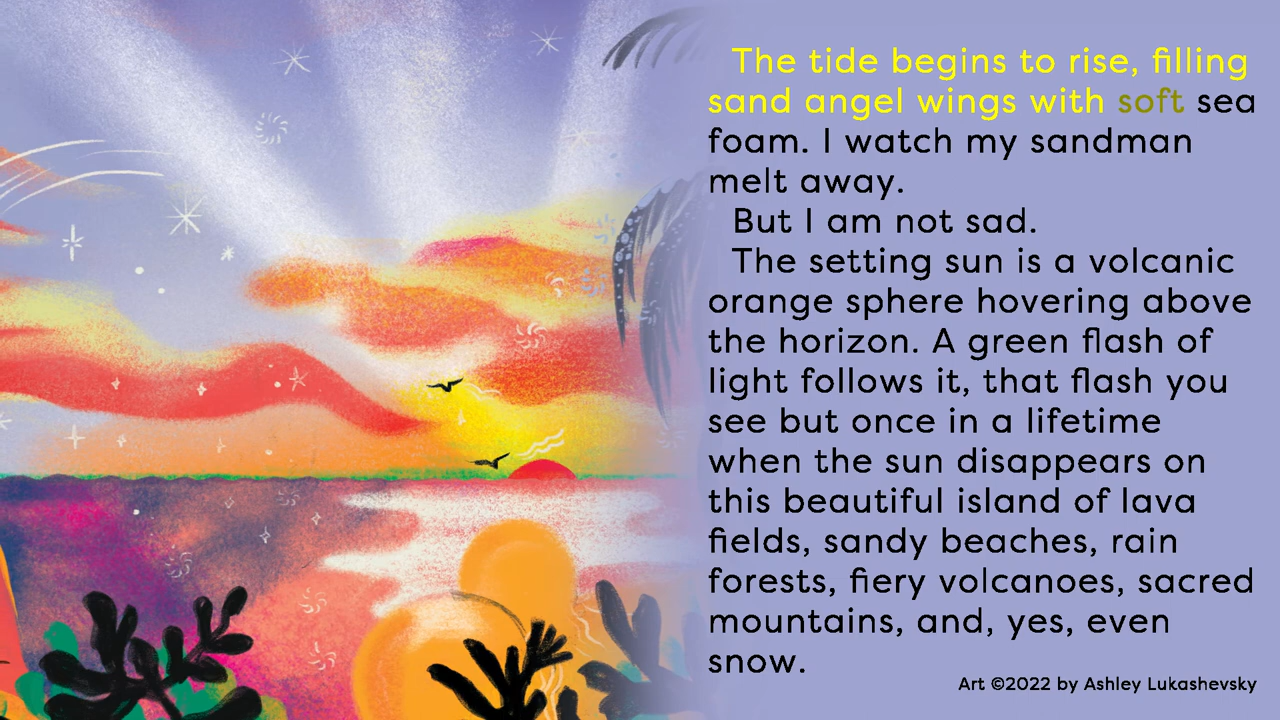 The tide begins to rise, filling
sand angel wings with soft sea
foam. I watch my sandman
melt away.
But I am not sad.
The setting sun is a volcanic
orange sphere hovering above
the horizon. A green flash of
light follows it, that flash you
see but once in a lifetime
when the sun disappears on
this beautiful island of lava
fields, sandy beaches, rain
forests, fiery volcanoes, sacred
mountains, and, yes, even
snow.
Art ©2022 by Ashley Lukashevsky